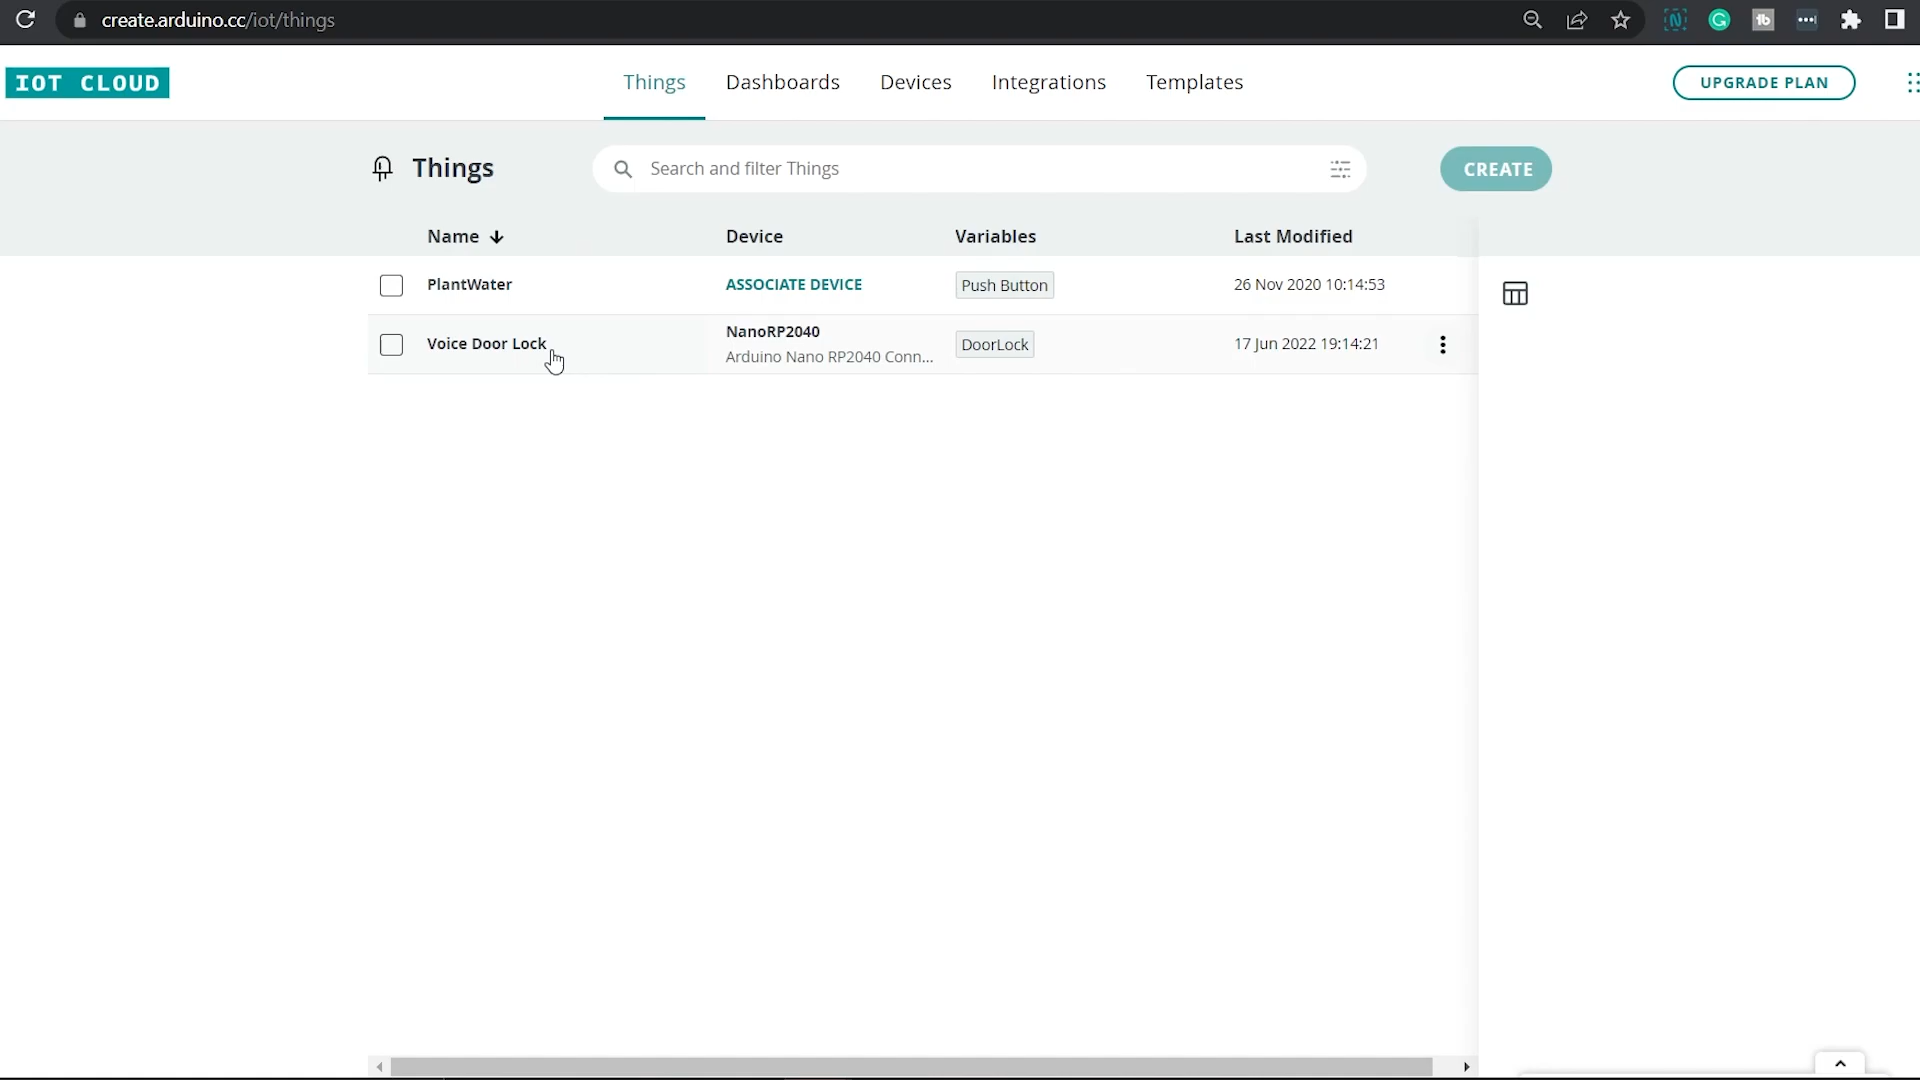 create.arduino.cc/iot/things
IOT CLOUD
Things Dashboards Devices Integrations Templates
UPGRADE PLAN
Things
Search and filter Things
CREATE
Name Device Variables Last Modified
PlantWater ASSOCIATE DEVICE Push Button 26 Nov 2020 10:14:53
Voice Door Lock NanoRP2040 DoorLock 17 Jun 2022 19:14:21
Arduino Nano RP2040 Conn...